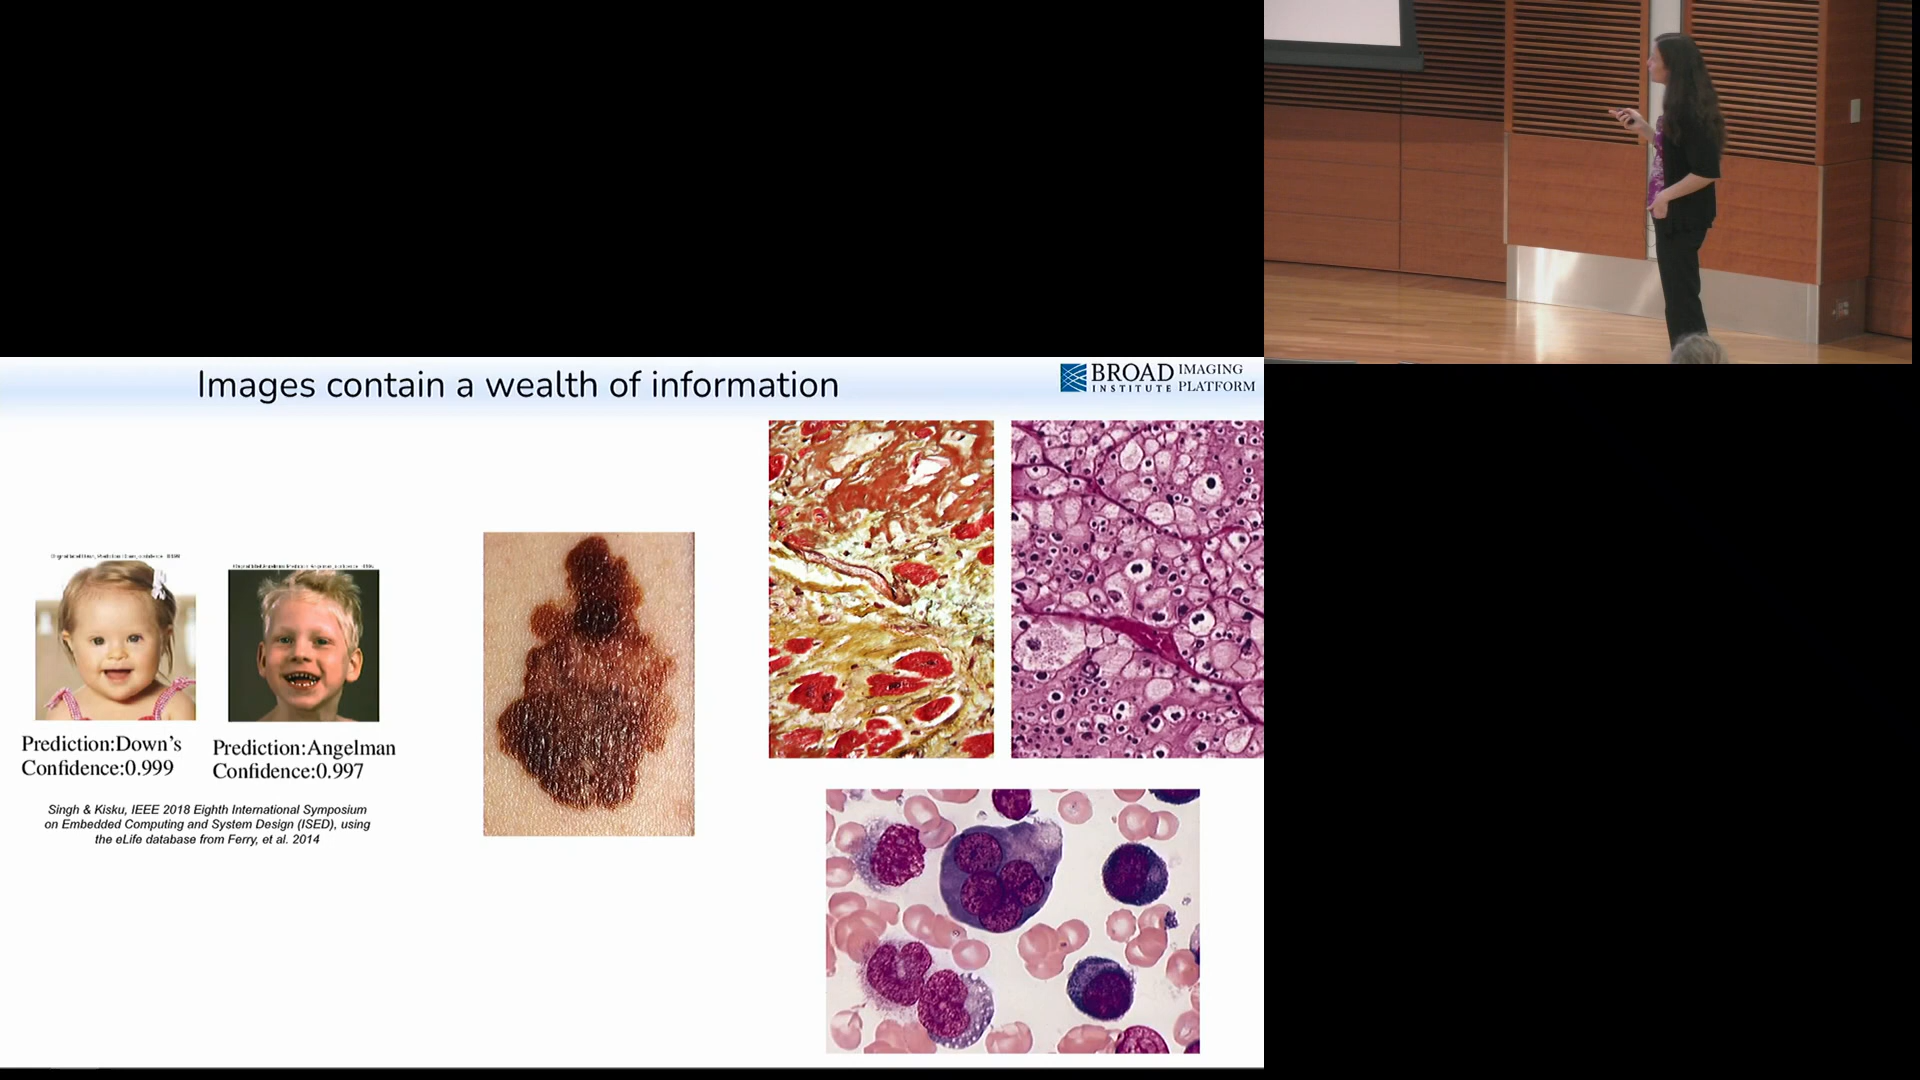 Images contain a wealth of information
BROAD INSTITUTE IMAGING PLATFORM
Prediction:Down's
Confidence:0.999
Prediction:Angelman
Confidence:0.997
Singh & Kisku, IEEE 2018 Eighth International Symposium
on Embedded Computing and System Design (ISED), using
the eLife database from Ferry, et al. 2014